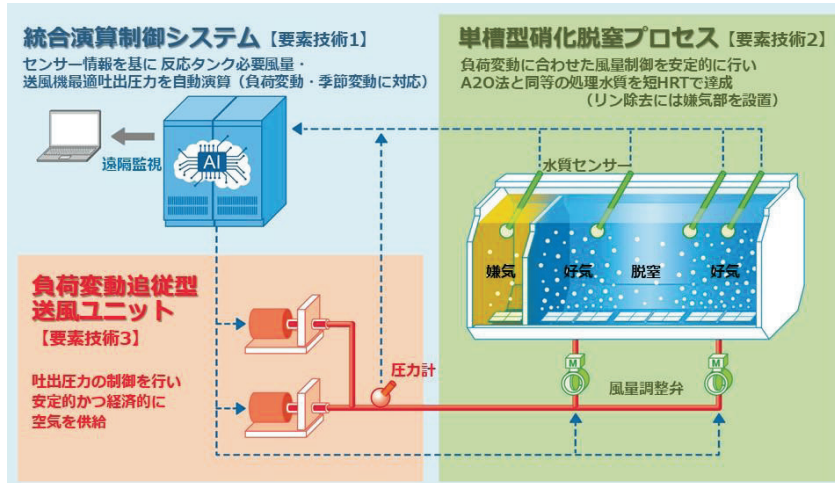 統合演算制御システム【要素技術1】
センサー情報を基に 反応タンク必要風量・
送風機最適吐出圧力を自動演算（負荷変動・季節変動に対応）
遠隔監視
AI
単槽型硝化脱窒プロセス【要素技術2】
負荷変動に合わせた風量制御を安定的に行い
A2O法と同等の処理水質を短HRTで達成
（リン除去には嫌気部を設置）
水質センサー
嫌気 好気 脱窒 好気
M M
風量調整弁
負荷変動追従型
送風ユニット
【要素技術3】
吐出圧力の制御を行い
安定的かつ経済的に
空気を供給
圧力計